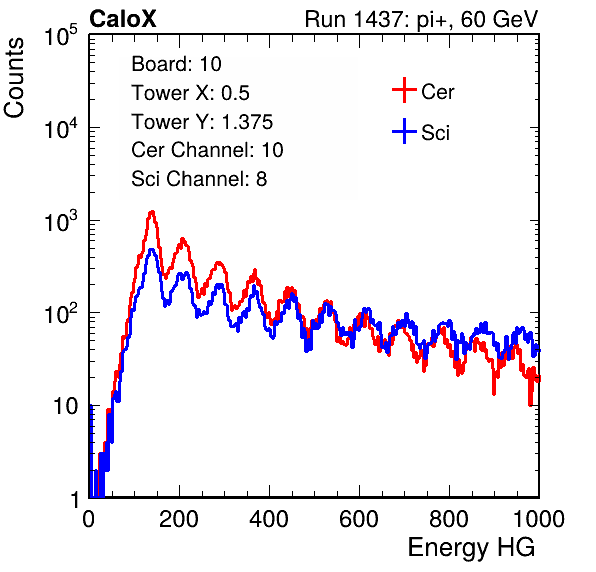 CaloX Run 1437: pi+, 60 GeV
Counts
10^5
10^4
10^3
10^2
10
1
Board: 10
Tower X: 0.5
Tower Y: 1.375
Cer Channel: 10
Sci Channel: 8
Cer
Sci
0 200 400 600 800 1000
Energy HG